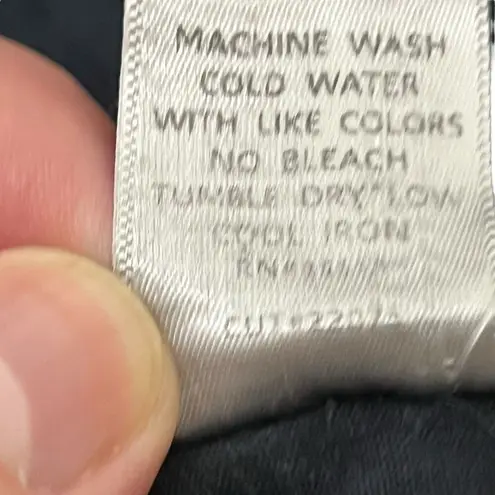 MACHINE WASH
COLD WATER
WITH LIKE COLORS
NO BLEACH
TUMBLE DRY LOW
COOL IRON